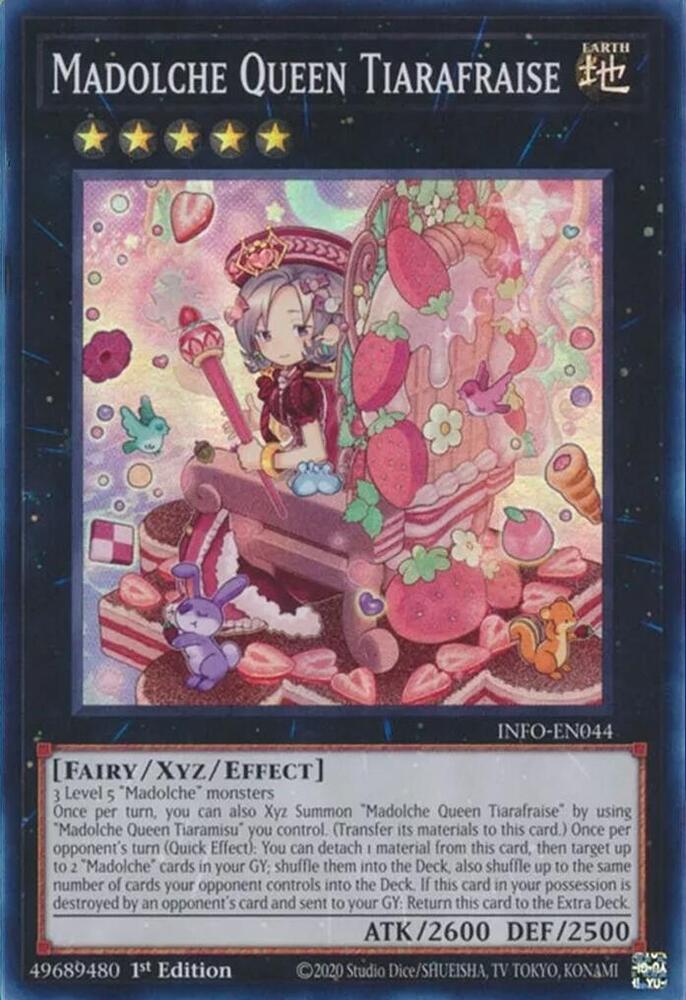 MADOLCHE QUEEN TIARAFRAISE
EARTH
地
INFO-EN044
[FAIRY/XYZ/EFFECT]
3 Level 5 "Madolche" monsters
Once per turn, you can also Xyz Summon "Madolche Queen Tiarafraise" by using
"Madolche Queen Tiaramisu" you control. (Transfer its materials to this card.) Once per
opponent's turn (Quick Effect): You can detach 1 material from this card, then target up
to 2 "Madolche" cards in your GY; shuffle them into the Deck, also shuffle up to the same
number of cards your opponent controls into the Deck. If this card in your possession is
destroyed by an opponent's card and sent to your GY: Return this card to the Extra Deck.
ATK/2600 DEF/2500
49689480 1st Edition ©2020 Studio Dice/SHUEISHA, TV TOKYO, KONAMI